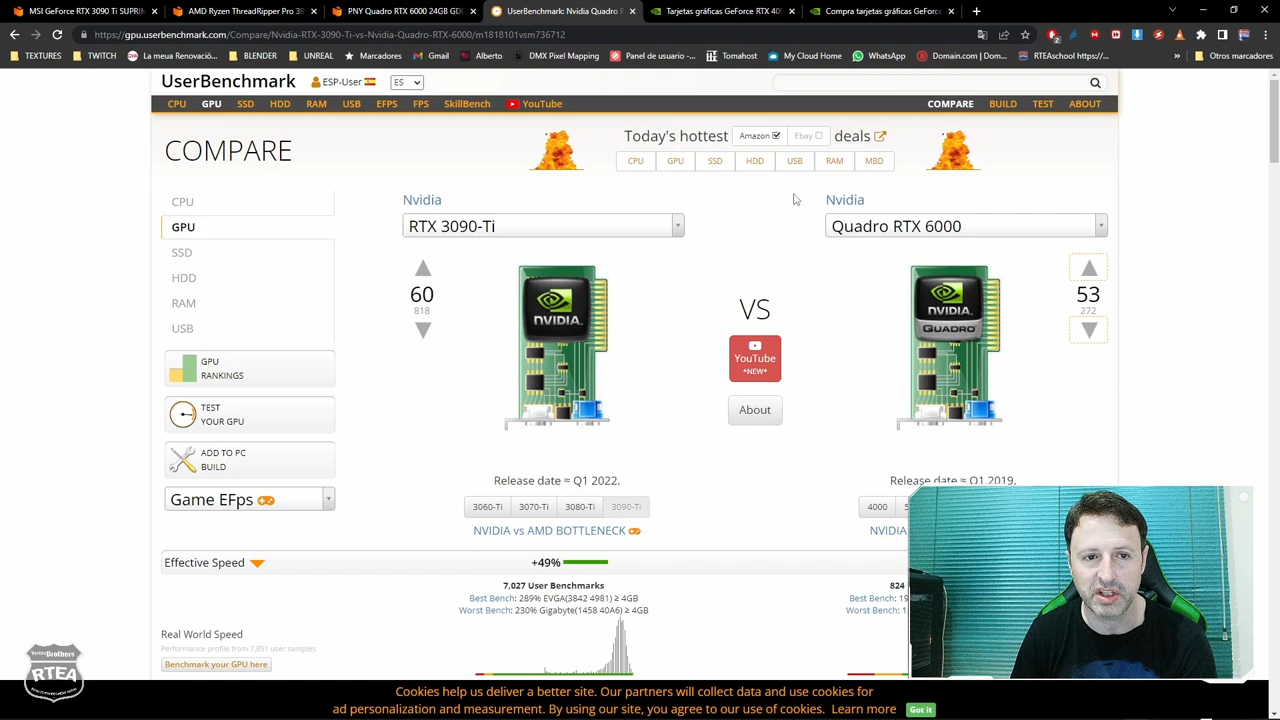 MSI GeForce RTX 3090 Ti SUPRIM
AMD Ryzen ThreadRipper Pro 39
PNY Quadro RTX 6000 24GB GDD
UserBenchmark: Nvidia Quadro R
Tarjetas gráficas GeForce RTX 409
Compra tarjetas gráficas GeForce
https://gpu.userbenchmark.com/Compare/Nvidia-RTX-3090-Ti-vs-Nvidia-Quadro-RTX-6000/m1818101vsm736712
TEXTURES TWITCH La meua Renovació... BLENDER UNREAL Marcadores Gmail Alberto DMX Pixel Mapping Panel de usuario -... Tomahost My Cloud Home WhatsApp Domain.com | Dom... RTEAschool https://... » Otros marcadores
UserBenchmark ESP-User ES
CPU GPU SSD HDD RAM USB EFPS FPS SkillBench YouTube COMPARE BUILD TEST ABOUT
COMPARE
Today's hottest Amazon Ebay deals
CPU GPU SSD HDD USB RAM MBD
CPU
GPU
SSD
HDD
RAM
USB
GPU
RANKINGS
TEST
YOUR GPU
ADD TO PC
BUILD
Game EFps
Nvidia
RTX 3090-Ti
60
818
NVIDIA.
VS
YouTube
*NEW*
About
Nvidia
Quadro RTX 6000
53
272
NVIDIA.
QUADRO
Release date ≈ Q1 2022.
Release date ≈ Q1 2019.
3060-Ti 3070-Ti 3080-Ti 3090-Ti
4000
NVIDIA vs AMD BOTTLENECK
NVIDIA
Effective Speed
+49%
7,027 User Benchmarks
Best Bench: 289% EVGA(3842 4981) ≥ 4GB
Worst Bench: 230% Gigabyte(1458 40A6) ≥ 4GB
824
Best Bench: 19
Worst Bench: 1
Real World Speed
Performance profile from 7,851 user samples
Benchmark your GPU here
VertexBrothers
RTEA
Cookies help us deliver a better site. Our partners will collect data and use cookies for
ad personalization and measurement. By using our site, you agree to our use of cookies. Learn more Got it